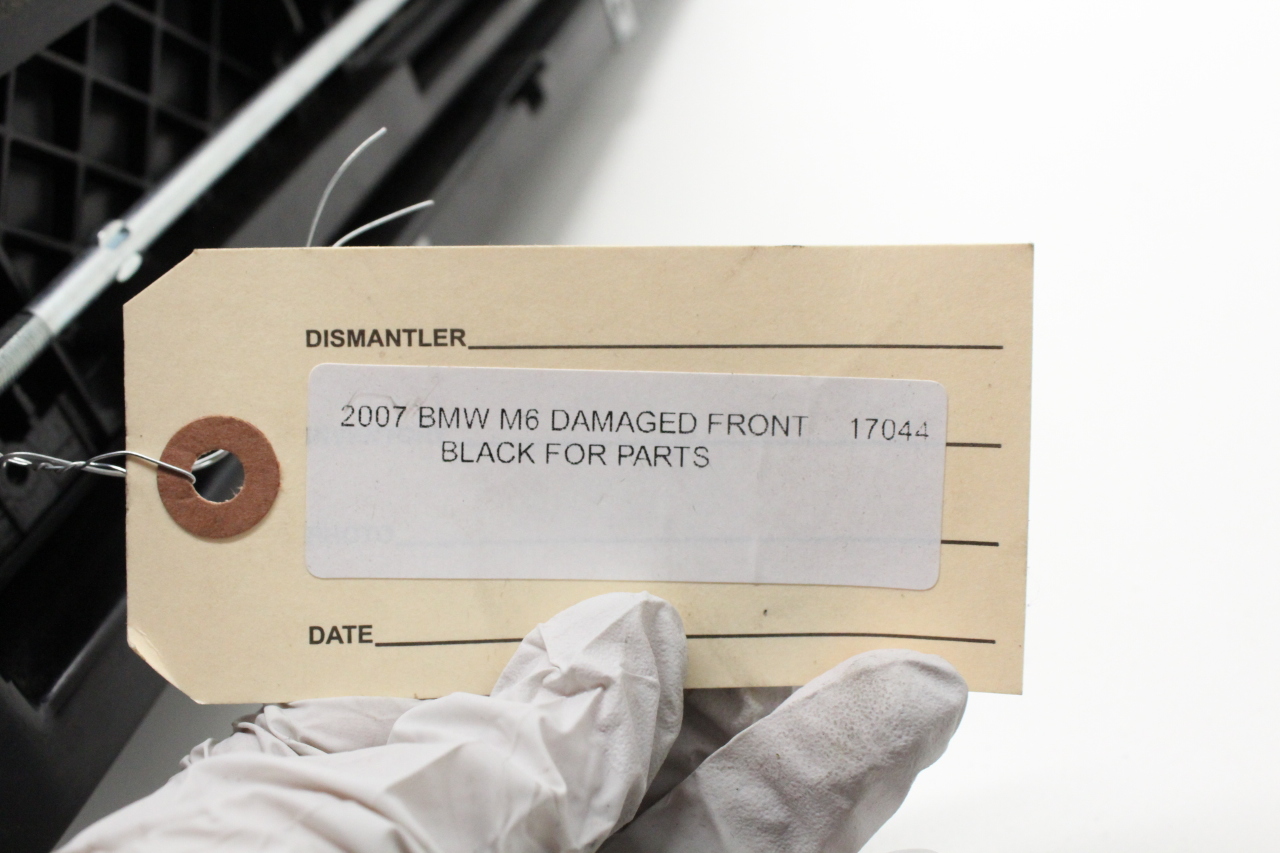 DISMANTLER
2007 BMW M6 DAMAGED FRONT 17044
BLACK FOR PARTS
DATE